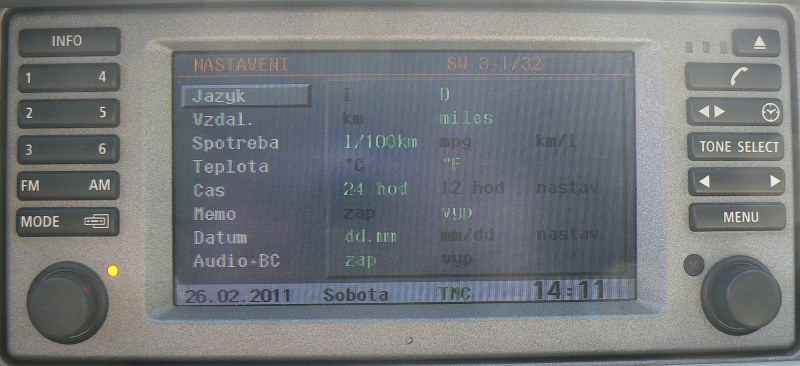 INFO
1 4
2 5
3 6
FM AM
MODE
NASTAVENI SW 3-1/32
Jazyk I D
Vzdal. km miles
Spotreba l/100km mpg km/l
Teplota °C °F
Cas 24 hod 12 hod nastav
Memo zap vyp
Datum dd.mm mm/dd nastav
Audio+BC zap vyp
26.02.2011 Sobota TMC 14:11
TONE SELECT
MENU